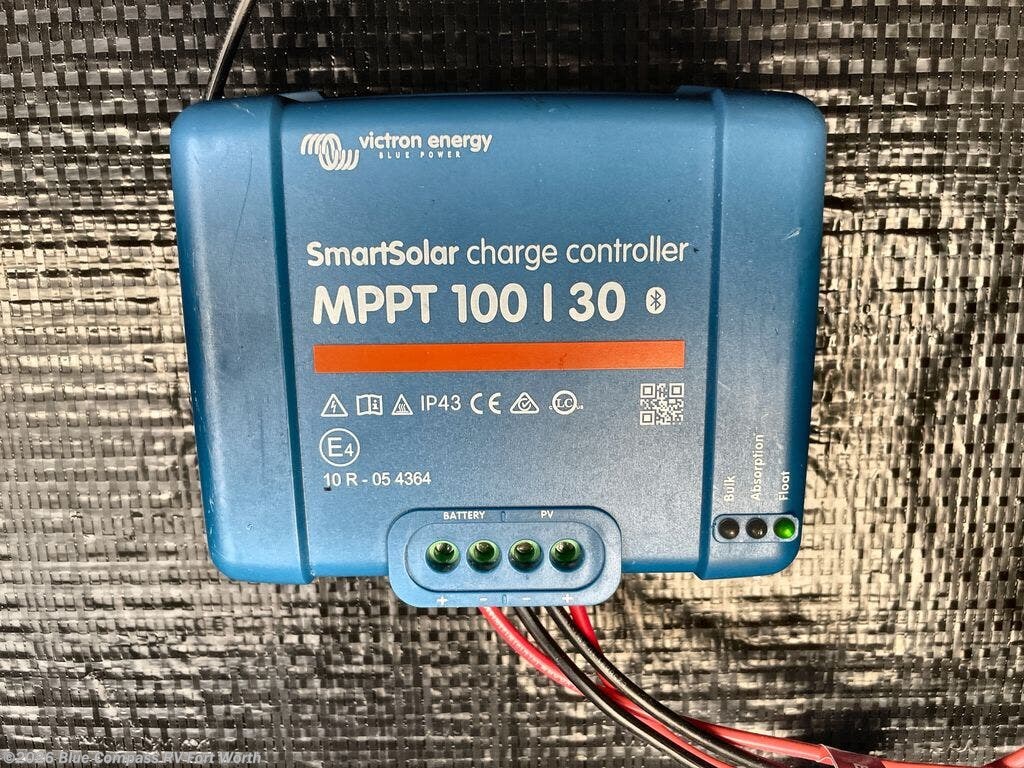 victron energy
BLUE POWER
SmartSolar charge controller
MPPT 100 | 30
IP43 CE
E4
10 R - 05 4364
Bulk
Absorption
Float
BATTERY PV
+ - - +
Blue Compass RV Fort Worth